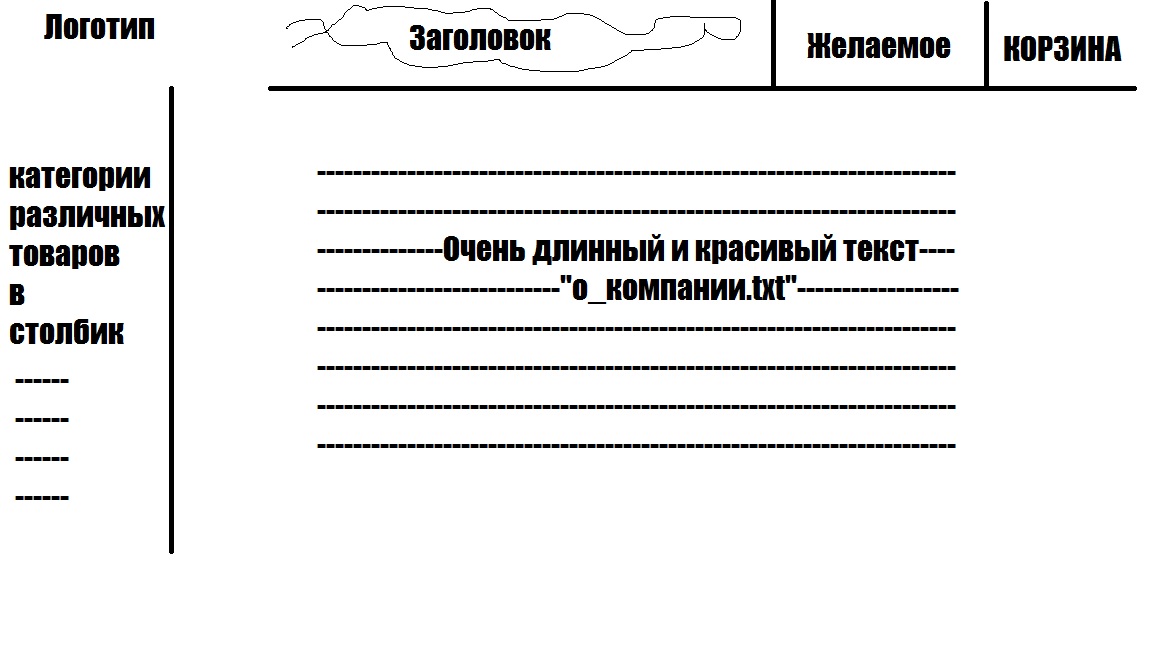 Логотип
Заголовок
Желаемое
КОРЗИНА
категории
различных
товаров
в
столбик
------
------
------
------
-----------------------------------------------------------------------
-----------------------------------------------------------------------
--------------Очень длинный и красивый текст----
---------------------------"о_компании.txt"------------------
-----------------------------------------------------------------------
-----------------------------------------------------------------------
-----------------------------------------------------------------------
-----------------------------------------------------------------------